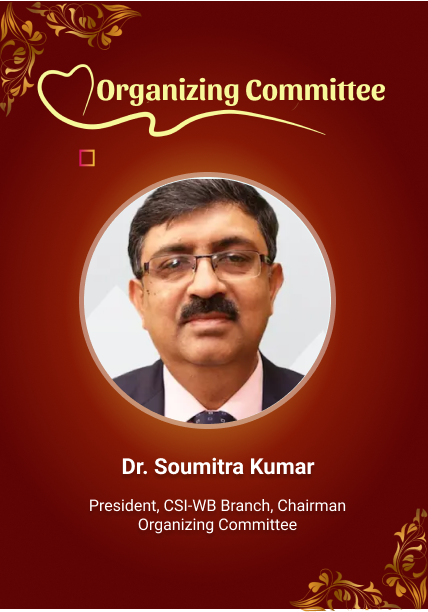 Organizing Committee
Dr. Soumitra Kumar
President, CSI-WB Branch, Chairman
Organizing Committee